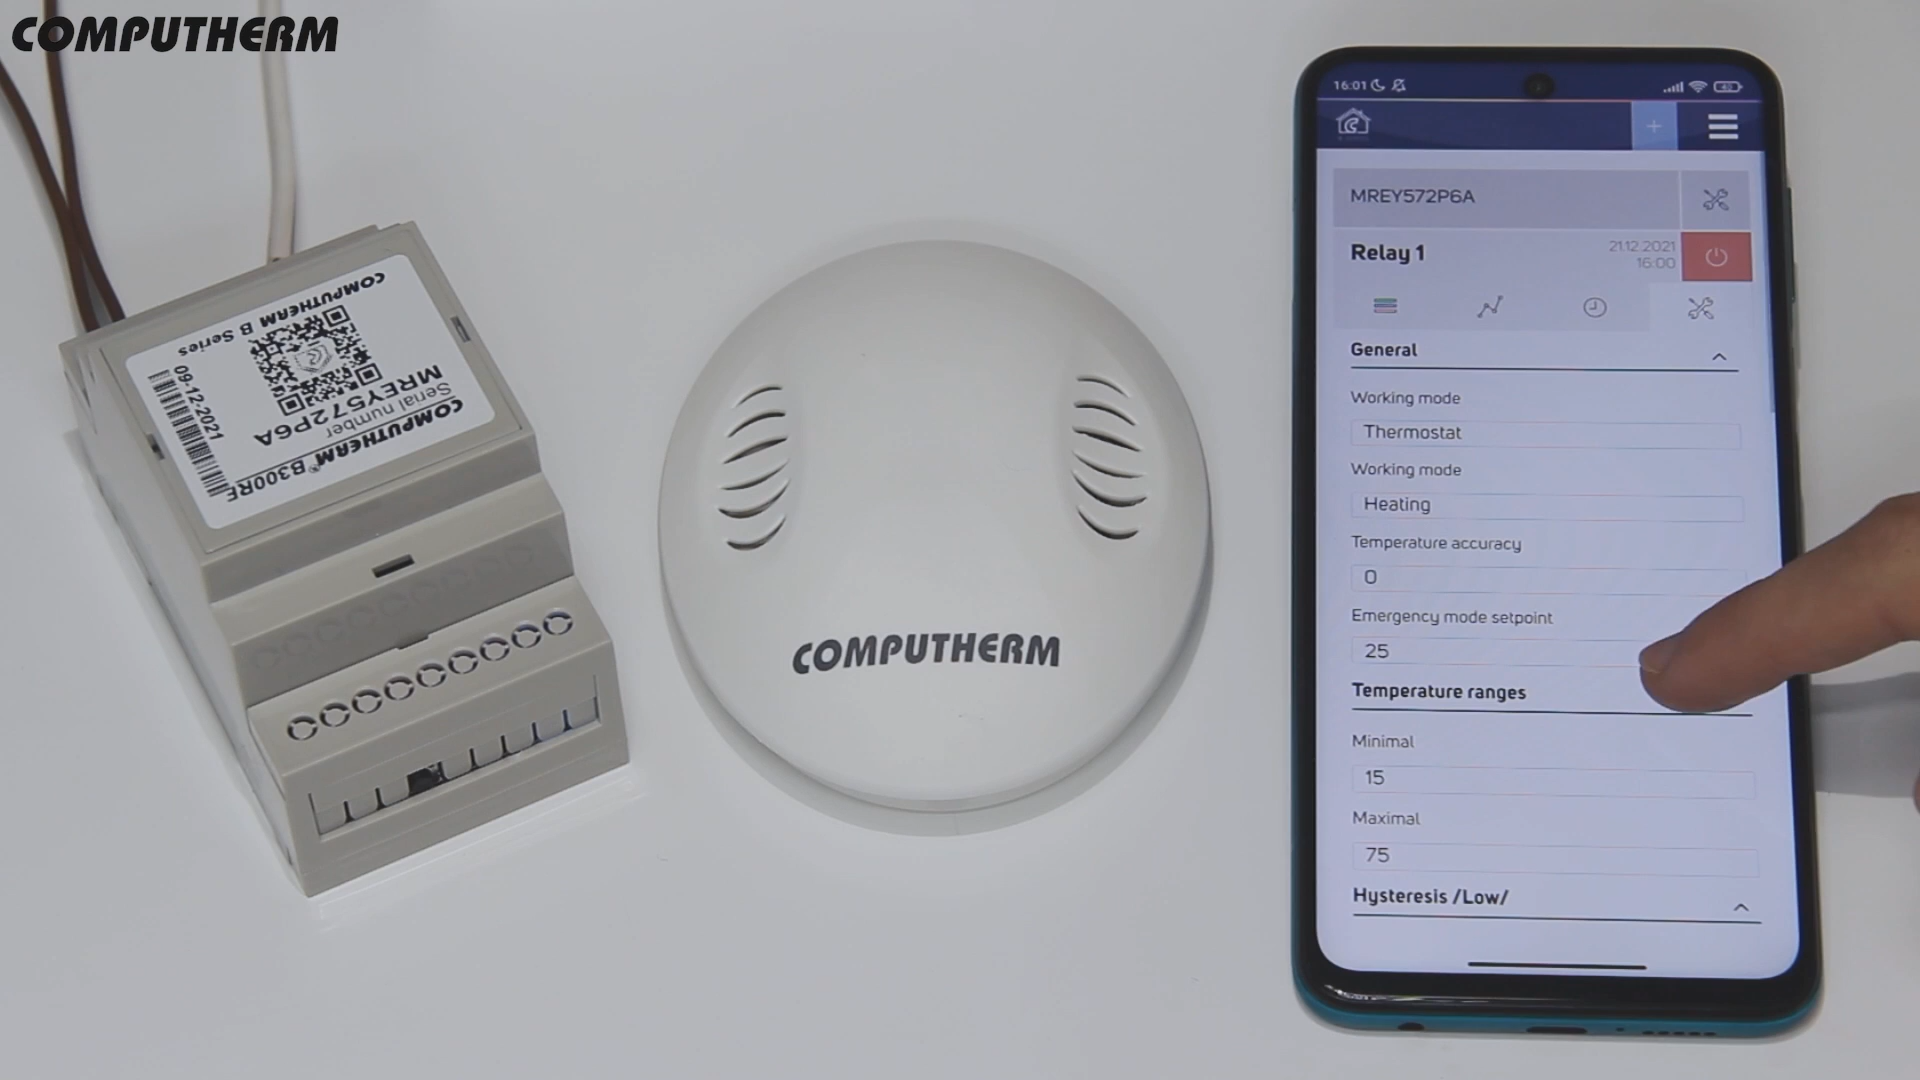 COMPUTHERM
COMPUTHERM
B Series
MREY572P6A
Serial number
COMPUTHERM® B300RF
09-12-2021
COMPUTHERM
16:01
MREY572P6A
Relay 1
21.12.2021
16:00
General
Working mode
Thermostat
Working mode
Heating
Temperature accuracy
0
Emergency mode setpoint
25
Temperature ranges
Minimal
15
Maximal
75
Hysteresis /Low/